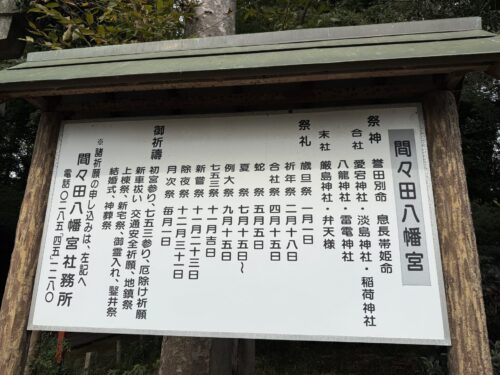 間々田八幡宮
祭神　誉田別命　息長帯姫命
合社　愛宕神社・淡島神社・稲荷神社
八龍神社・雷電神社
末社　厳島神社・弁天様
祭礼
歳旦祭　一月一日
祈年祭　二月十八日
合社祭　四月十五日
蛇祭　五月五日
夏祭　七月十五日～
例大祭　九月十五日
七五三祭　十一月吉日
新嘗祭　十一月二十三日
除夜祭　十二月三十一日
月次祭　毎月一日
御祈禱
初宮参り、七五三参り、厄除け祈願
新車祓い　交通安全祈願、地鎮祭
上棟祭、新宅祭、御霊入れ、竪井祭
結婚式、神葬祭
※諸祈願の申し込みは、左記へ
間々田八幡宮社務所
電話〇二八五（四五）一二八〇